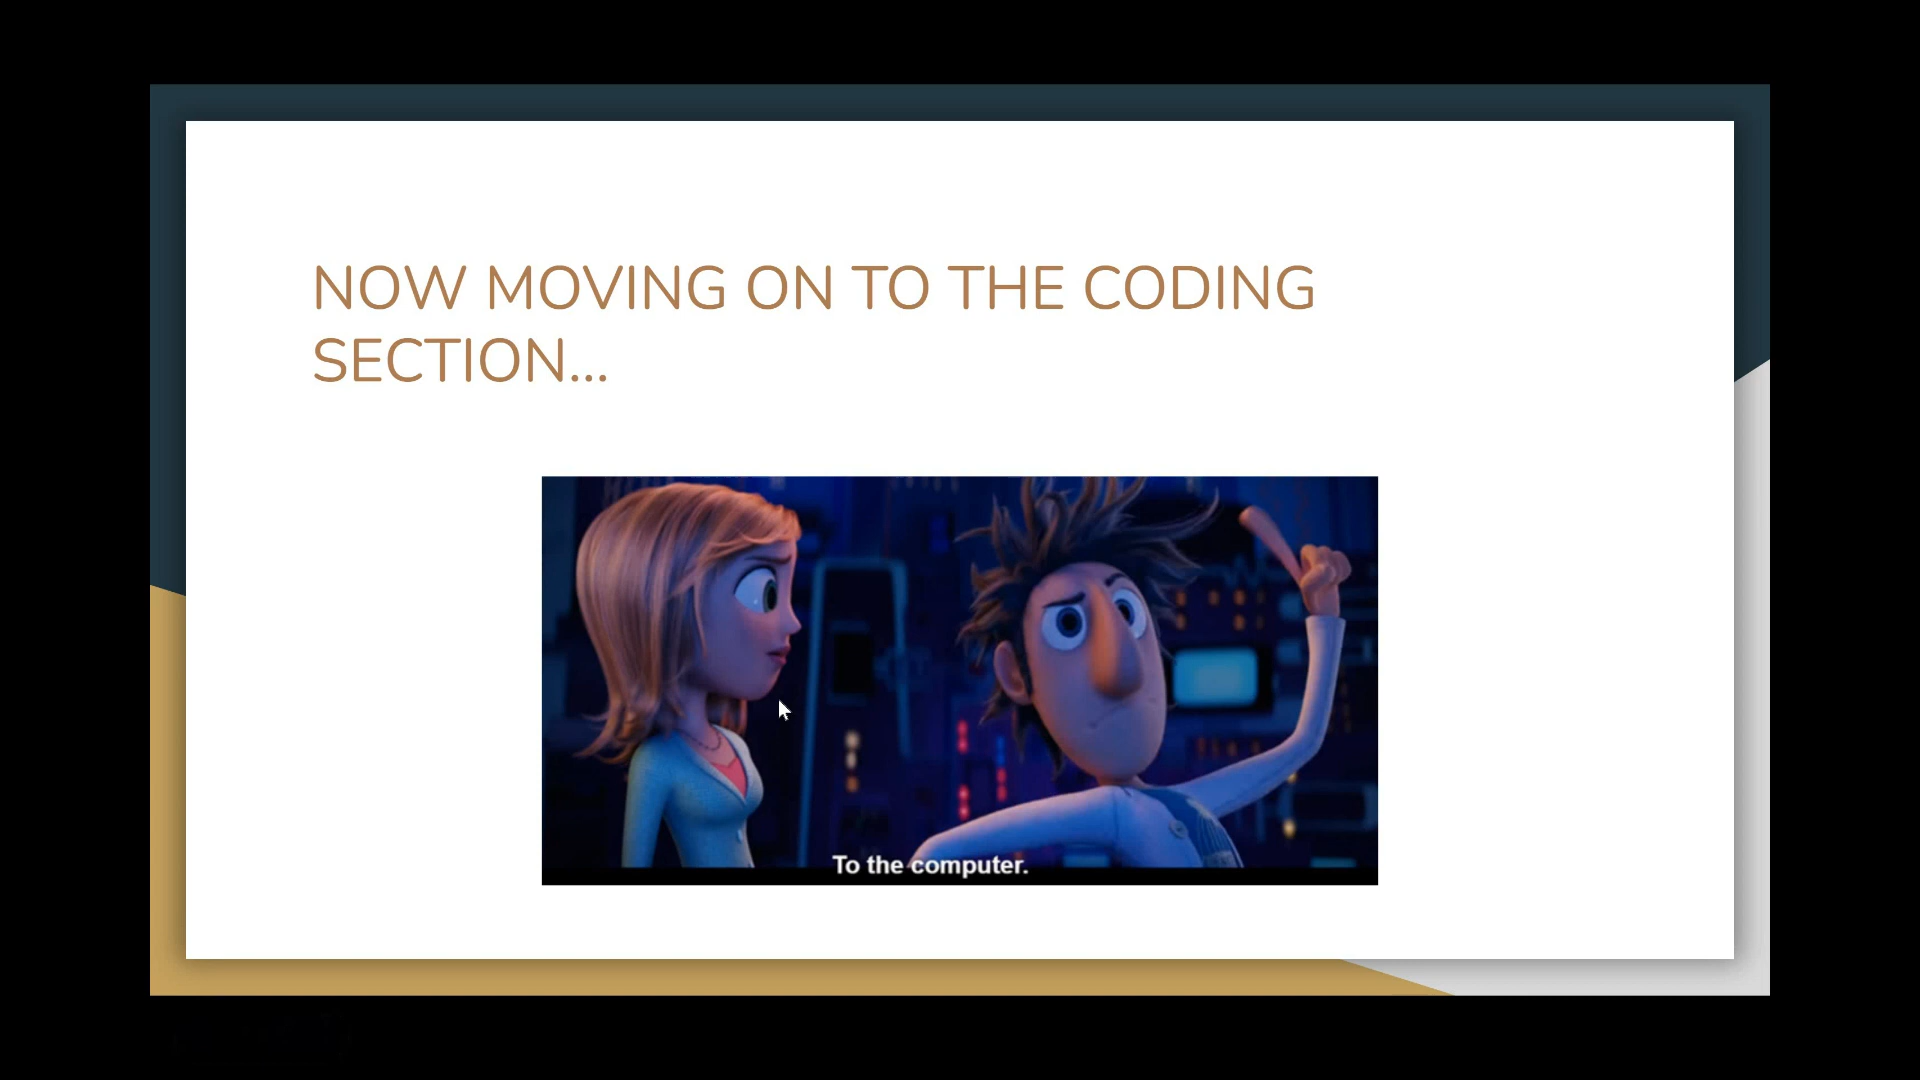 NOW MOVING ON TO THE CODING
SECTION...
To the computer.